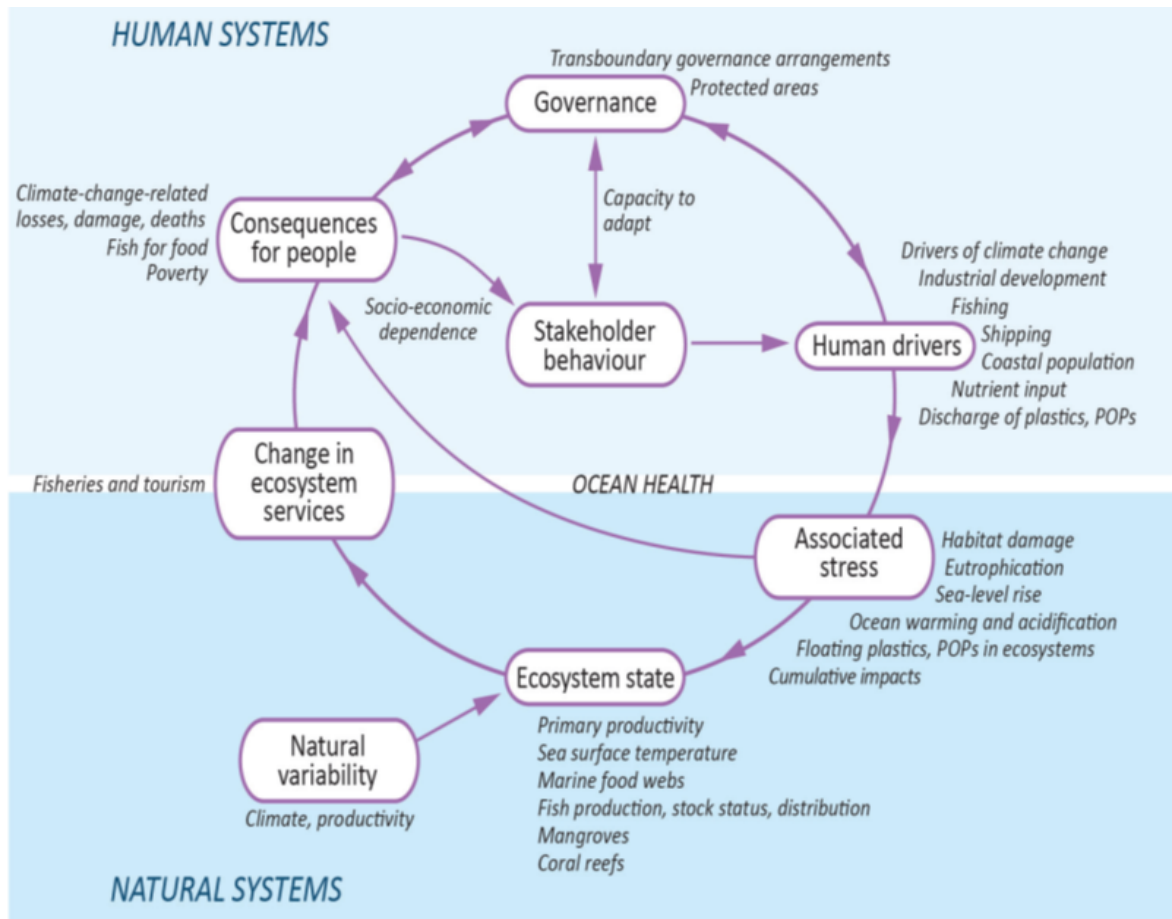 HUMAN SYSTEMS
Transboundary governance arrangements
Protected areas
Governance
Climate-change-related
losses, damage, deaths
Fish for food
Poverty
Consequences
for people
Capacity to
adapt
Socio-economic
dependence
Stakeholder
behaviour
Drivers of climate change
Industrial development
Fishing
Shipping
Coastal population
Nutrient input
Discharge of plastics, POPs
Human drivers
Fisheries and tourism
Change in
ecosystem
services
OCEAN HEALTH
Associated
stress
Habitat damage
Eutrophication
Sea-level rise
Ocean warming and acidification
Floating plastics, POPs in ecosystems
Cumulative impacts
Ecosystem state
Primary productivity
Sea surface temperature
Marine food webs
Fish production, stock status, distribution
Mangroves
Coral reefs
Natural
variability
Climate, productivity
NATURAL SYSTEMS